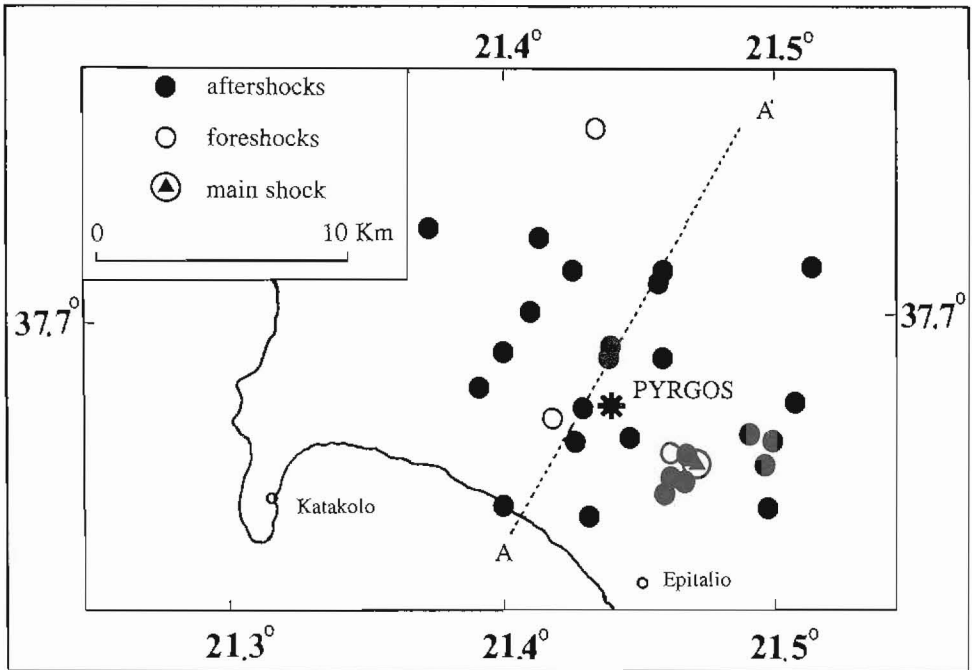 21.4° 21.5°
aftershocks
foreshocks
main shock
0 10 Km
A'
37.7° 37.7°
PYRGOS
Katakolo
A
Epitalio
21.3° 21.4° 21.5°